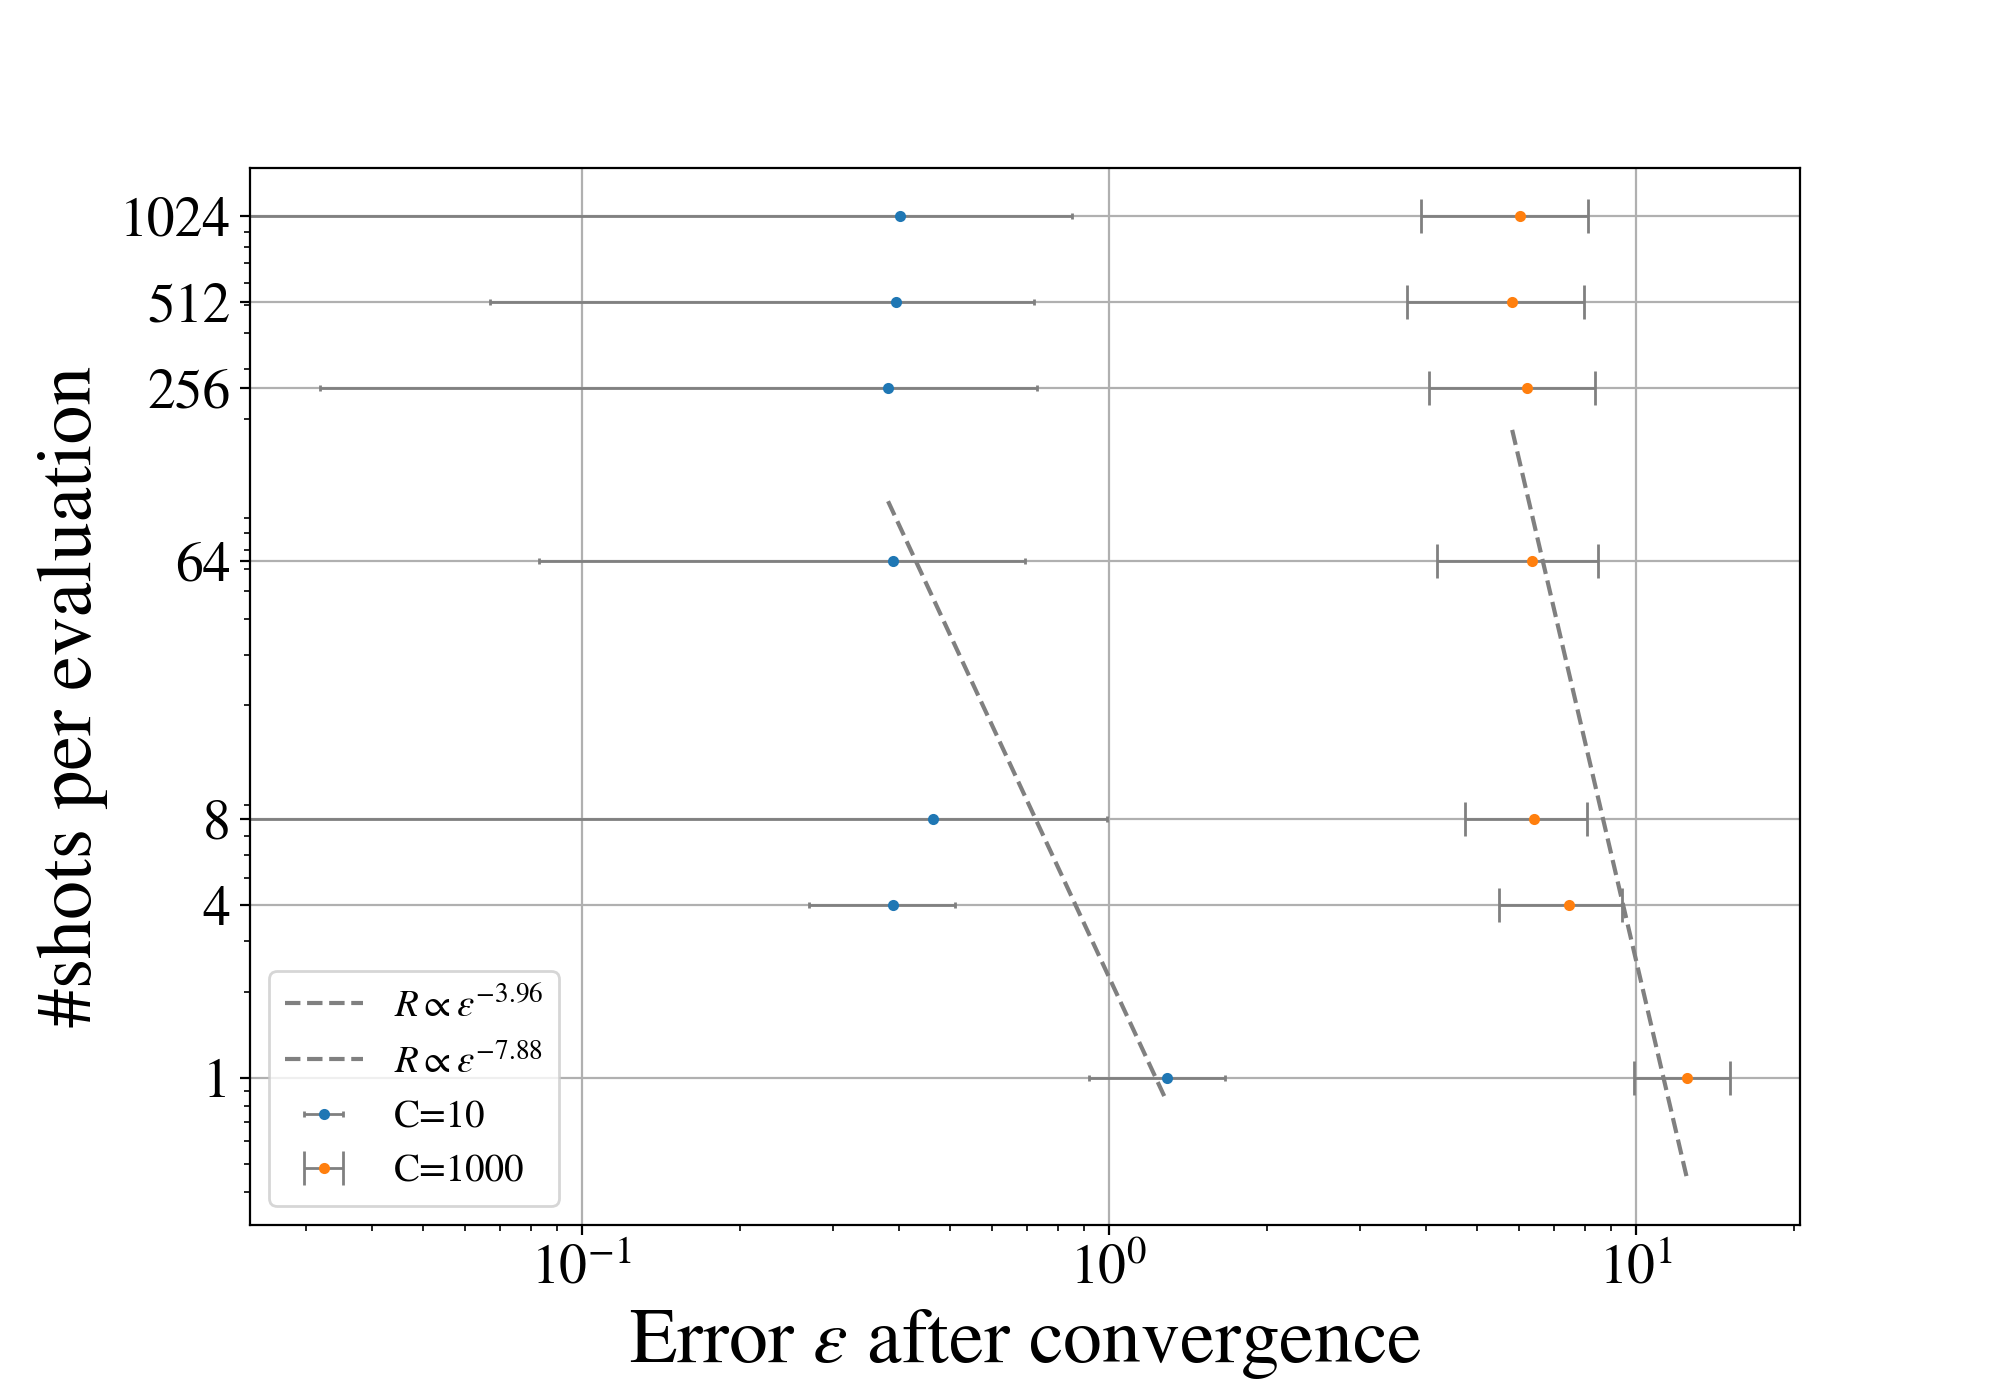 #shots per evaluation
1024
512
256
64
8
4
1
R ∝ ε^{-3.96}
R ∝ ε^{-7.88}
C=10
C=1000
10^{-1} 10^{0} 10^{1}
Error ε after convergence